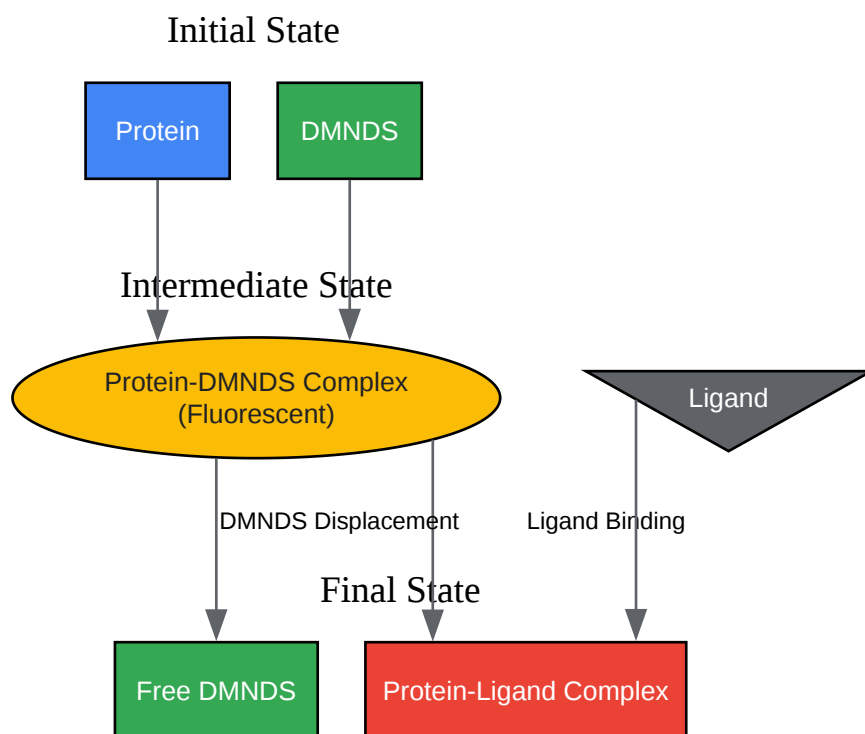 Initial State
Protein
DMNDS
Intermediate State
Protein-DMNDS Complex
(Fluorescent)
Ligand
DMNDS Displacement
Ligand Binding
Final State
Free DMNDS
Protein-Ligand Complex